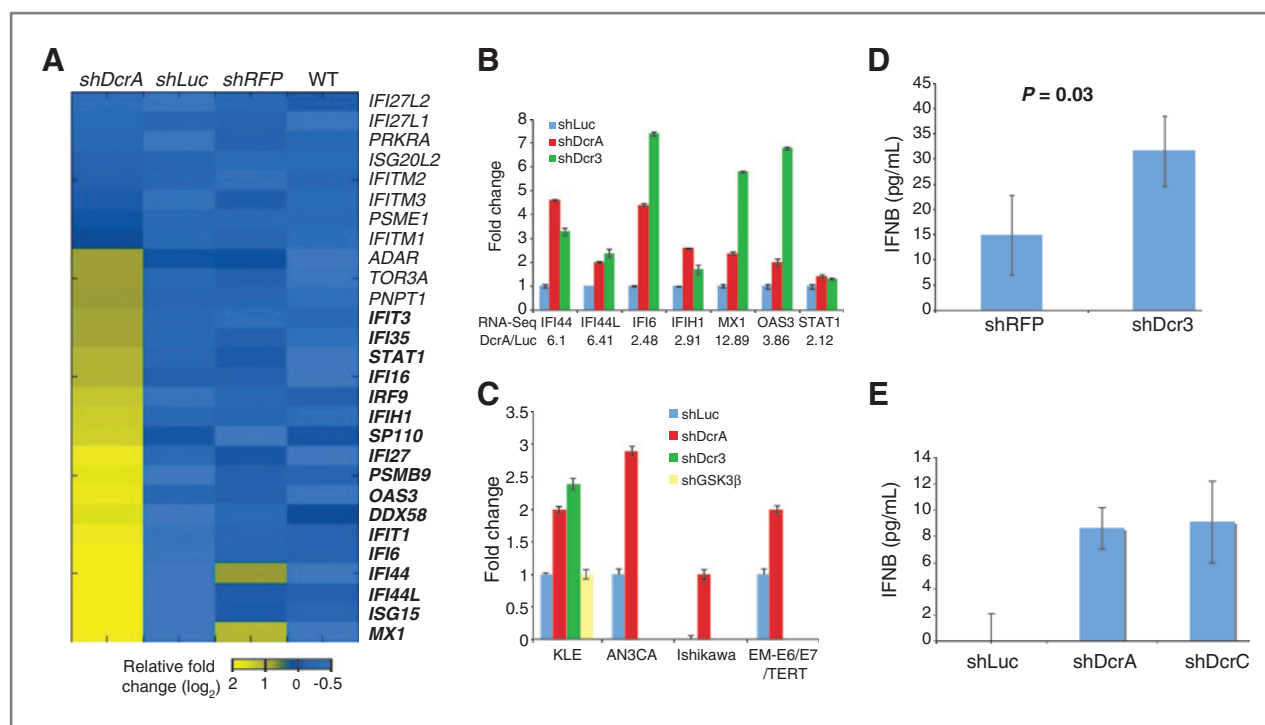 A
shDcrA shLuc shRFP WT
IFI27L2
IFI27L1
PRKRA
ISG20L2
IFITM2
IFITM3
PSME1
IFITM1
ADAR
TOR3A
PNPT1
IFIT3
IFI35
STAT1
IFI16
IRF9
IFIH1
SP110
IFI27
PSMB9
OAS3
DDX58
IFIT1
IFI6
IFI44
IFI44L
ISG15
MX1
Relative fold
change (log2)
2 1 0 -0.5
B
Fold change
8
7
6
5
4
3
2
1
0
shLuc
shDcrA
shDcr3
RNA-Seq IFI44 IFI44L IFI6 IFIH1 MX1 OAS3 STAT1
DcrA/Luc 6.1 6.41 2.48 2.91 12.89 3.86 2.12
C
Fold change
3.5
3
2.5
2
1.5
1
0.5
0
shLuc
shDcrA
shDcr3
shGSK3β
KLE AN3CA Ishikawa EM-E6/E7
/TERT
D
IFNB (pg/mL)
45
40
35
30
25
20
15
10
5
0
P = 0.03
shRFP shDcr3
E
IFNB (pg/mL)
14
12
10
8
6
4
2
0
shLuc shDcrA shDcrC